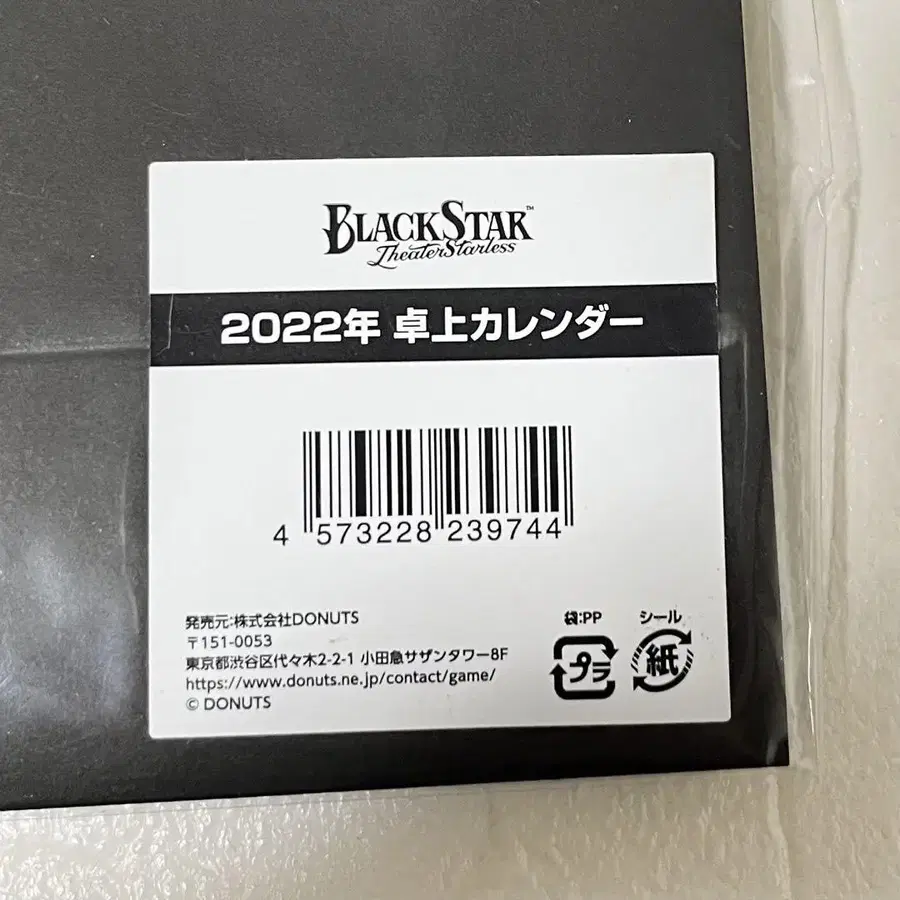 BLACKSTAR™
TheaterStarless
2022年 卓上カレンダー
4 573228 239744
発売元:株式会社DONUTS
〒151-0053
東京都渋谷区代々木2-2-1 小田急サザンタワー8F
https://www.donuts.ne.jp/contact/game/
© DONUTS
袋:PP
プラ
シール
紙